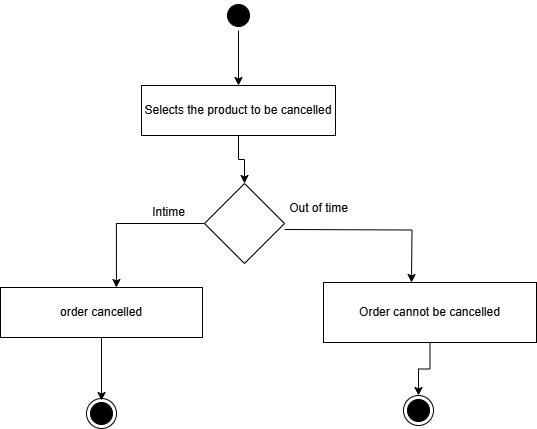 Selects the product to be cancelled
Intime
Out of time
order cancelled
Order cannot be cancelled